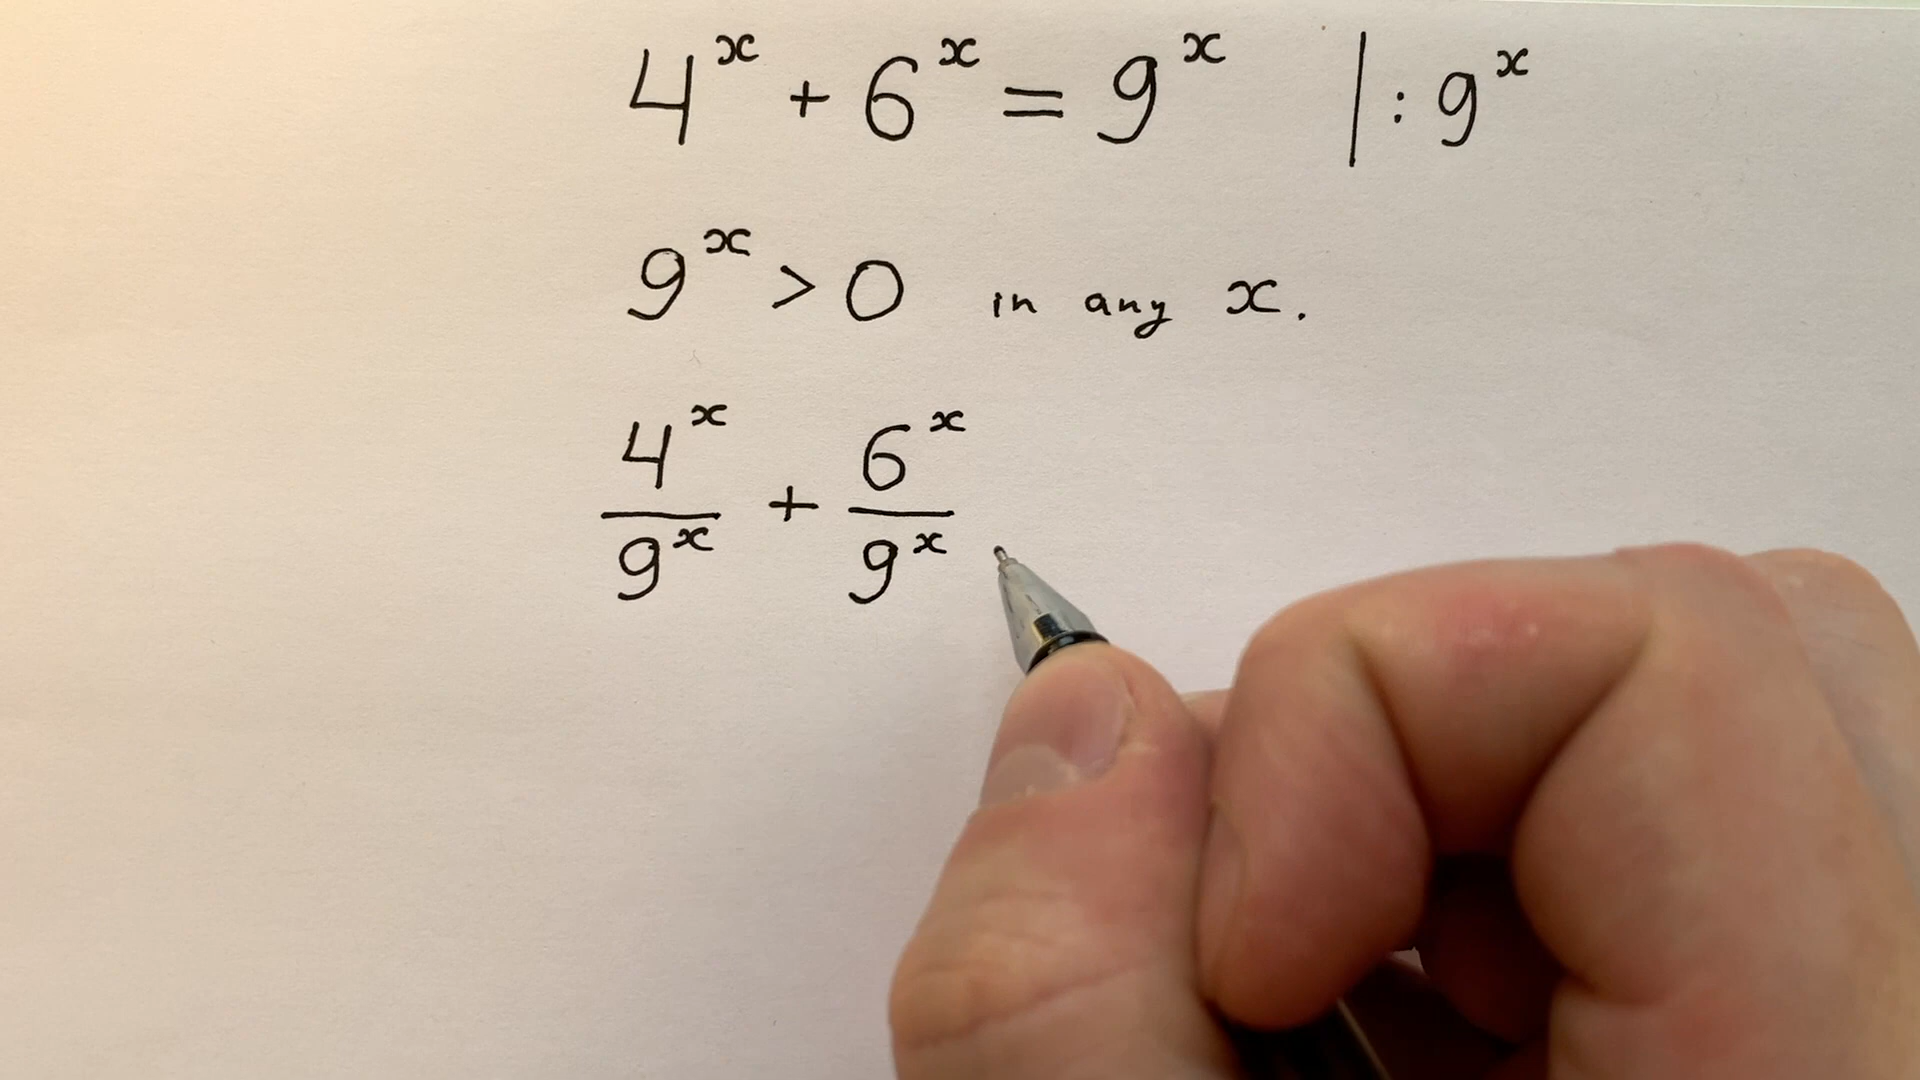 4^x + 6^x = 9^x | : 9^x
9^x > 0 in any x.
4^x/9^x + 6^x/9^x